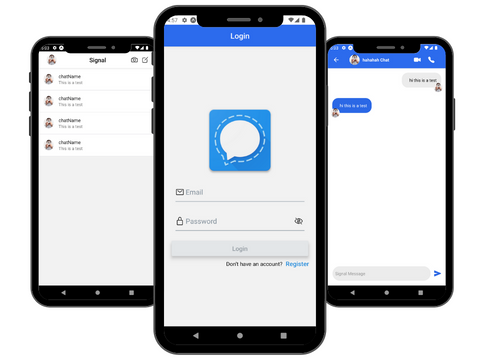 Signal
chatName
This is a test
chatName
This is a test
chatName
This is a test
chatName
This is a test
Login
Email
Password
Login
Don't have an account? Register
hahahah Chat
hi this is a test
hi this is a test
Signal Message